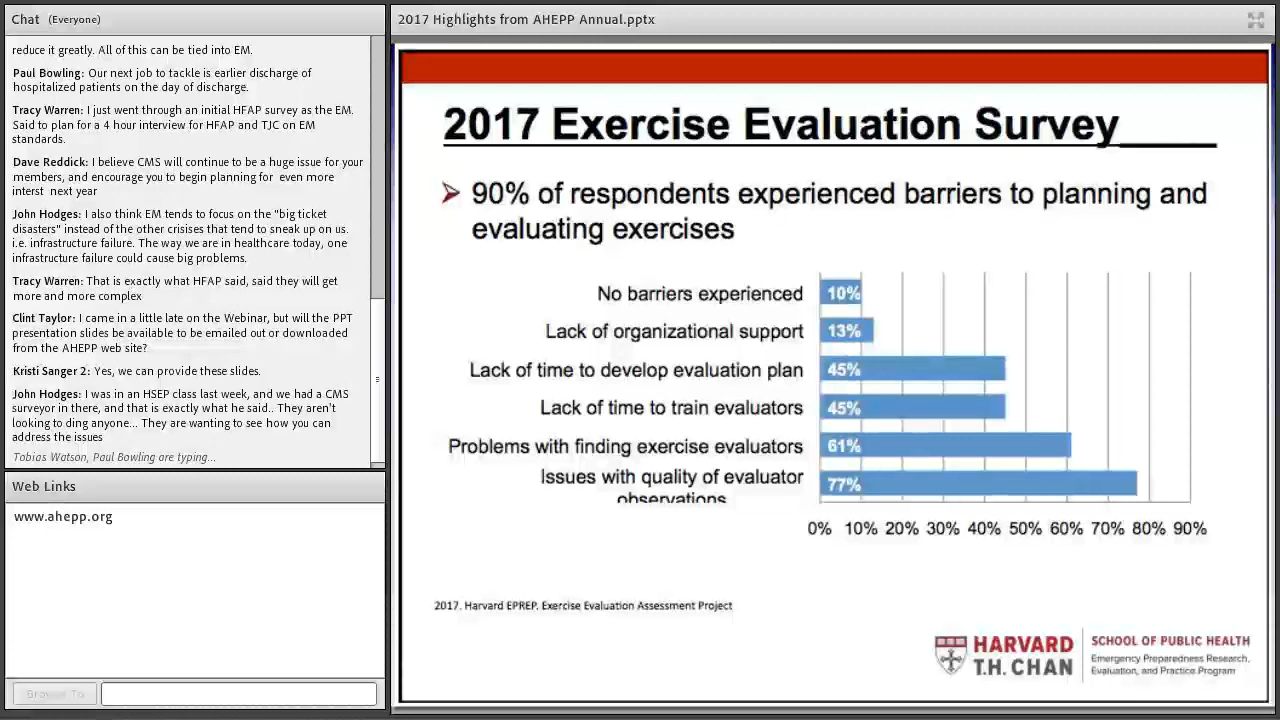 Chat (Everyone)
reduce it greatly. All of this can be tied into EM.
Paul Bowling: Our next job to tackle is earlier discharge of
hospitalized patients on the day of discharge.
Tracy Warren: I just went through an initial HFAP survey as the EM.
Said to plan for a 4 hour interview for HFAP and TJC on EM
standards.
Dave Reddick: I believe CMS will continue to be a huge issue for your
members, and encourage you to begin planning for even more
interst next year
John Hodges: I also think EM tends to focus on the "big ticket
disasters" instead of the other crisises that tend to sneak up on us.
i.e. infrastructure failure. The way we are in healthcare today, one
infrastructure failure could cause big problems.
Tracy Warren: That is exactly what HFAP said, said they will get
more and more complex
Clint Taylor: I came in a little late on the Webinar, but will the PPT
presentation slides be available to be emailed out or downloaded
from the AHEPP web site?
Kristi Sanger 2: Yes, we can provide these slides.
John Hodges: I was in an HSEP class last week, and we had a CMS
surveyor in there, and that is exactly what he said.. They aren't
looking to ding anyone... They are wanting to see how you can
address the issues
Tobias Watson, Paul Bowling are typing...
Web Links
www.ahepp.org
Browse To
2017 Highlights from AHEPP Annual.pptx
2017 Exercise Evaluation Survey
90% of respondents experienced barriers to planning and
evaluating exercises
No barriers experienced 10%
Lack of organizational support 13%
Lack of time to develop evaluation plan 45%
Lack of time to train evaluators 45%
Problems with finding exercise evaluators 61%
Issues with quality of evaluator 77%
observations
0% 10% 20% 30% 40% 50% 60% 70% 80% 90%
2017. Harvard EPREP. Exercise Evaluation Assessment Project
HARVARD
T.H. CHAN
SCHOOL OF PUBLIC HEALTH
Emergency Preparedness Research,
Evaluation, and Practice Program